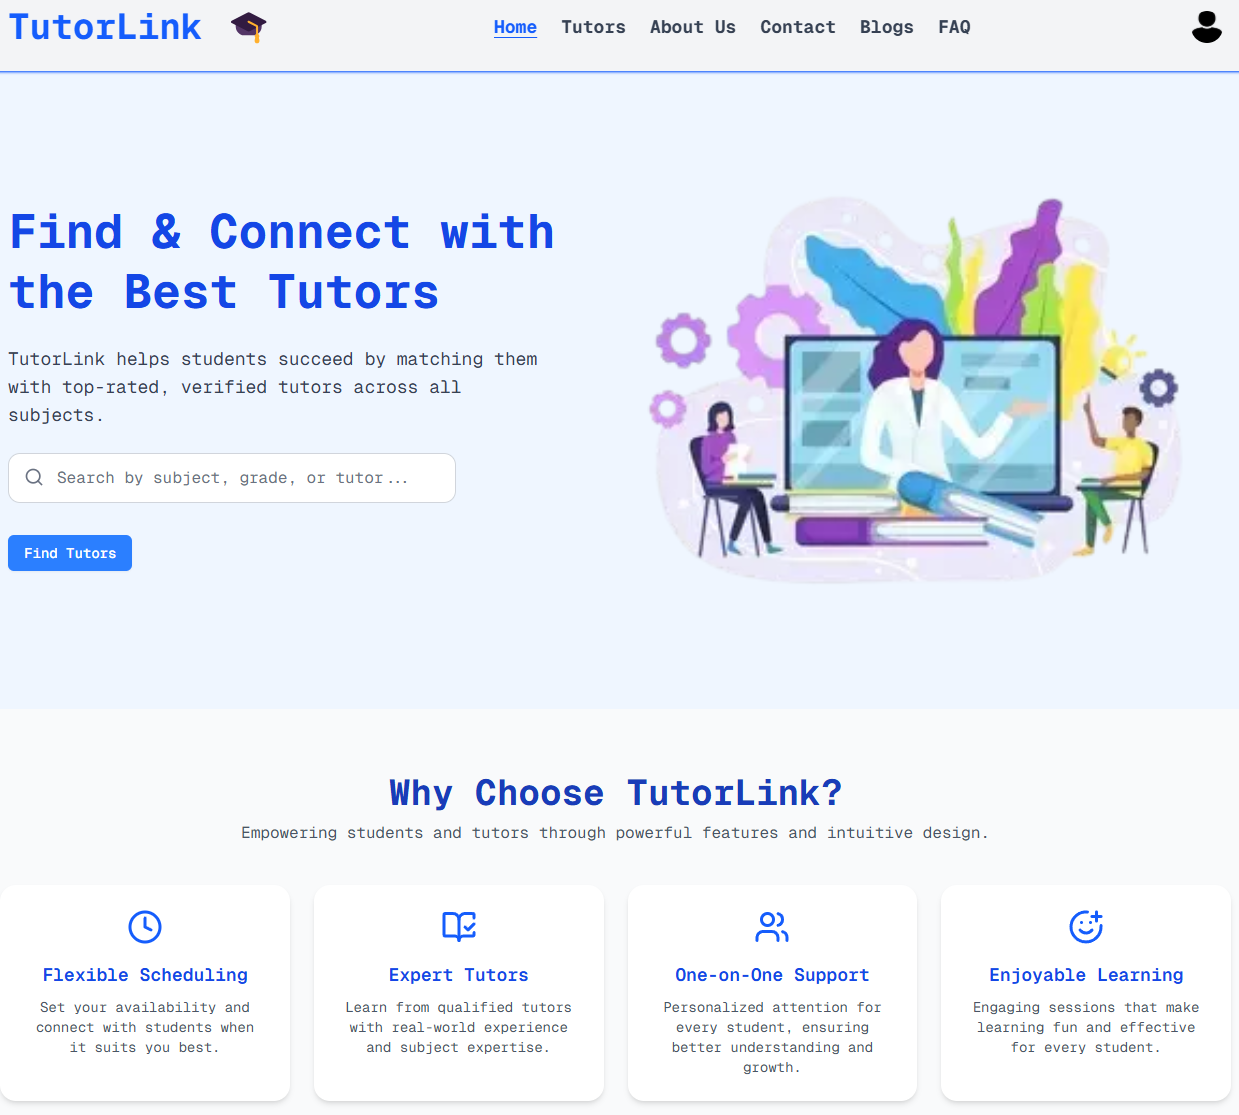 TutorLink
Home Tutors About Us Contact Blogs FAQ
Find & Connect with
the Best Tutors
TutorLink helps students succeed by matching them
with top-rated, verified tutors across all
subjects.
Search by subject, grade, or tutor...
Find Tutors
Why Choose TutorLink?
Empowering students and tutors through powerful features and intuitive design.
Flexible Scheduling
Set your availability and
connect with students when
it suits you best.
Expert Tutors
Learn from qualified tutors
with real-world experience
and subject expertise.
One-on-One Support
Personalized attention for
every student, ensuring
better understanding and
growth.
Enjoyable Learning
Engaging sessions that make
learning fun and effective
for every student.